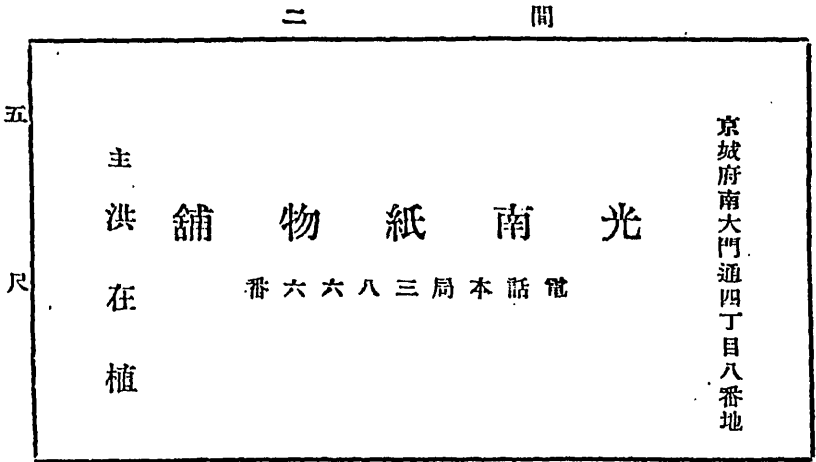 二間
五尺
京城府南大門通四丁目八番地
光南紙物舖
電話本局三八六六番
主洪在植